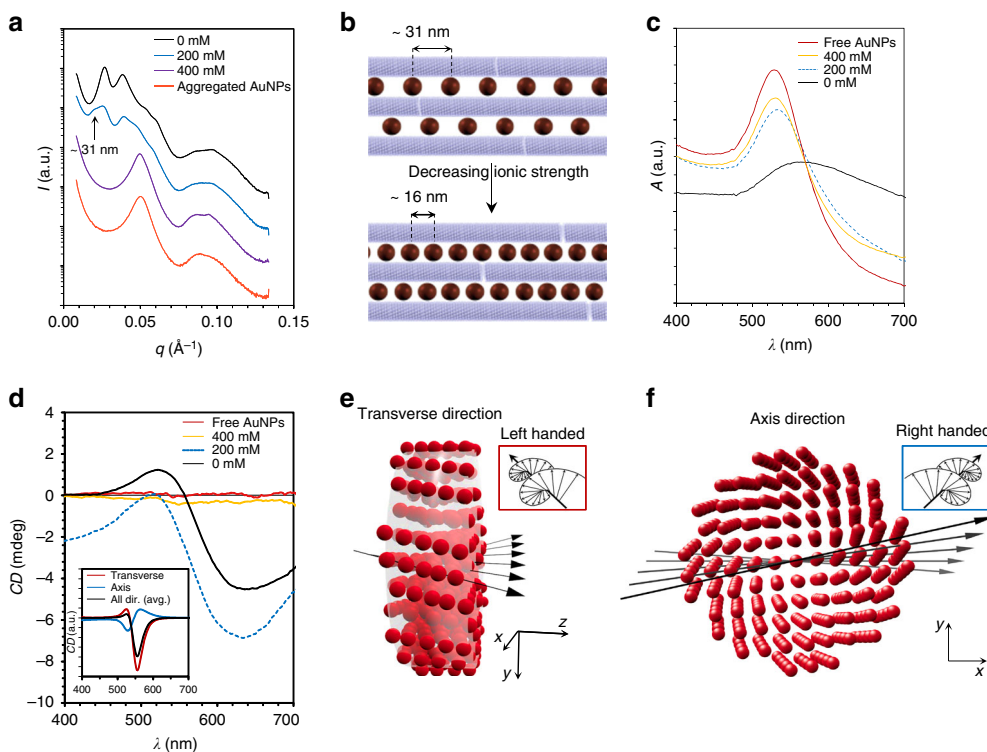 a
0 mM
200 mM
400 mM
Aggregated AuNPs
~ 31 nm
I (a.u.)
0.00
0.05
0.10
0.15
q (Å–1)
b
~ 31 nm
Decreasing ionic strength
~ 16 nm
c
Free AuNPs
400 mM
200 mM
0 mM
A (a.u.)
400
500
600
700
λ (nm)
d
Free AuNPs
400 mM
200 mM
0 mM
4
2
0
–2
–4
–6
–8
–10
CD (mdeg)
Transverse
Axis
All dir. (avg.)
CD (a.u.)
400 500 600 700
400
500
600
700
λ (nm)
e
Transverse direction
Left handed
x
z
y
f
Axis direction
Right handed
y
x